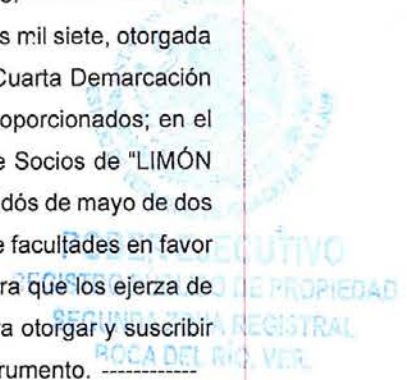 s mil siete, otorgada
Cuarta Demarcación
oporcionados; en el
e Socios de "LIMÓN
dós de mayo de dos
e facultades en favor
ra que los ejerza de
ra otorgar y suscribir
rumento. ------------
PODER EJECUTIVO
REGISTRO PÚBLICO DE PROPIEDAD
SEGUNDA ZONA REGISTRAL
BOCA DEL RÍO, VER.